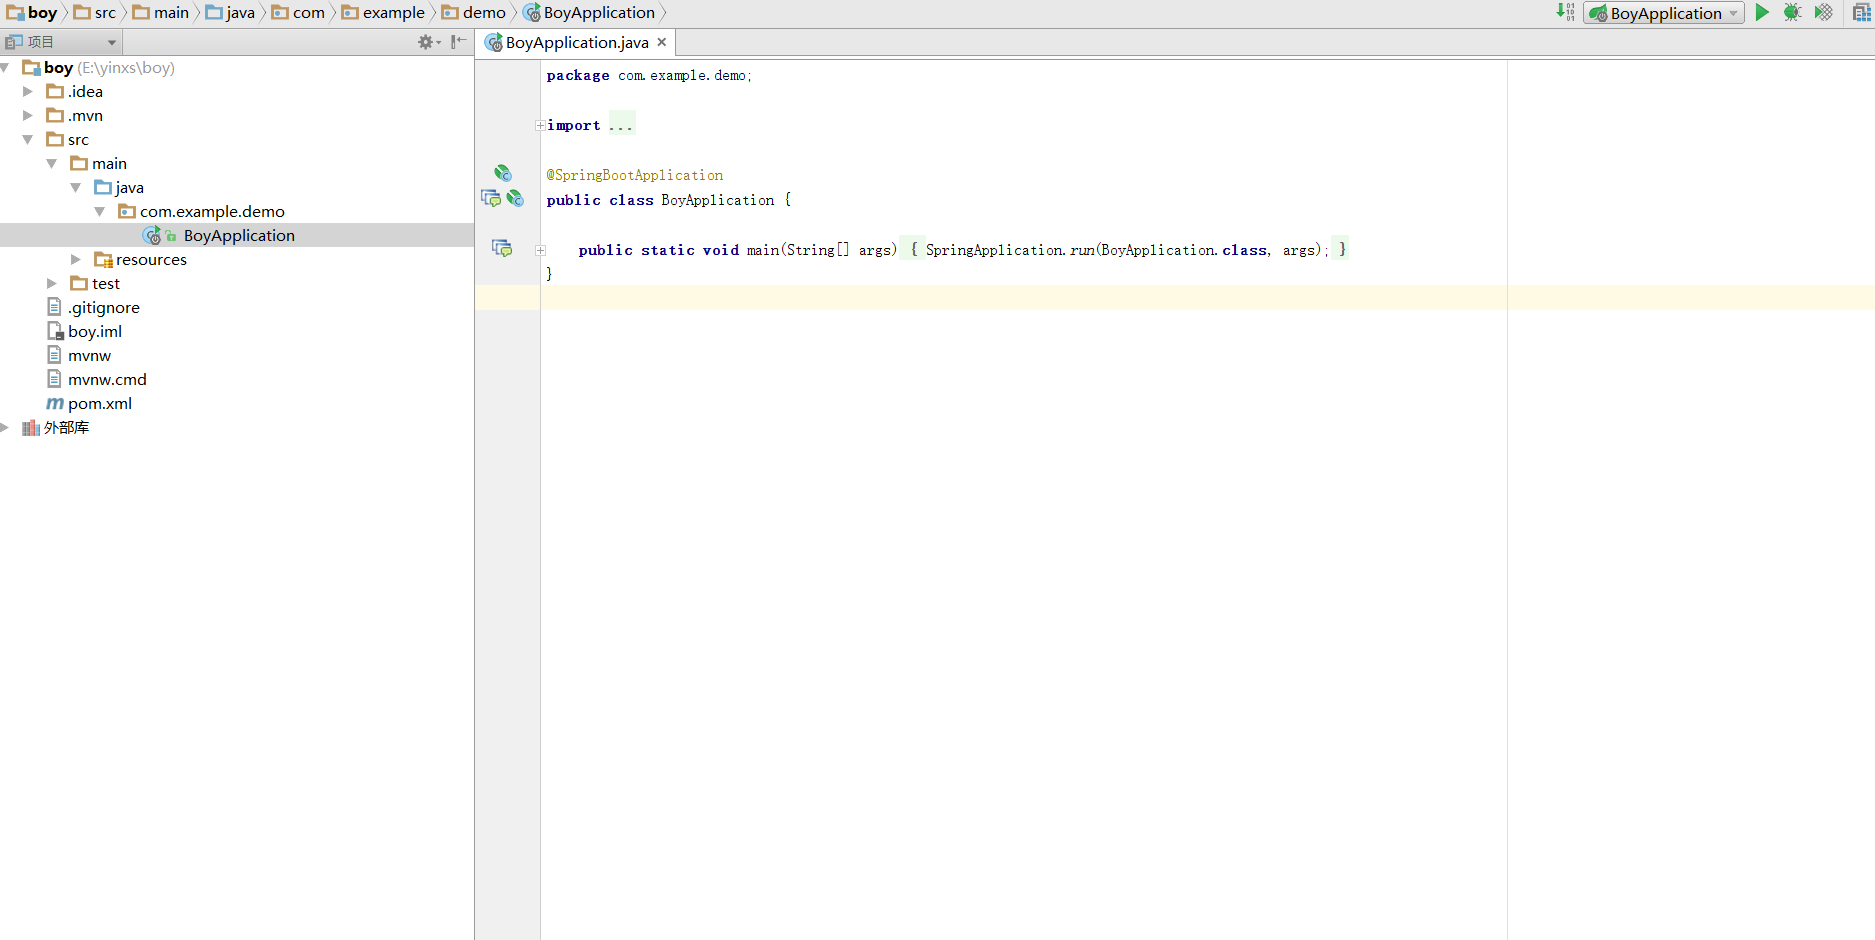 boy src main java com example demo BoyApplication
BoyApplication
项目
BoyApplication.java
boy (E:\yinxs\boy)
.idea
.mvn
src
main
java
com.example.demo
BoyApplication
resources
test
.gitignore
boy.iml
mvnw
mvnw.cmd
pom.xml
外部库
package com.example.demo;
import ...
@SpringBootApplication
public class BoyApplication {
public static void main(String[] args) { SpringApplication.run(BoyApplication.class, args); }
}